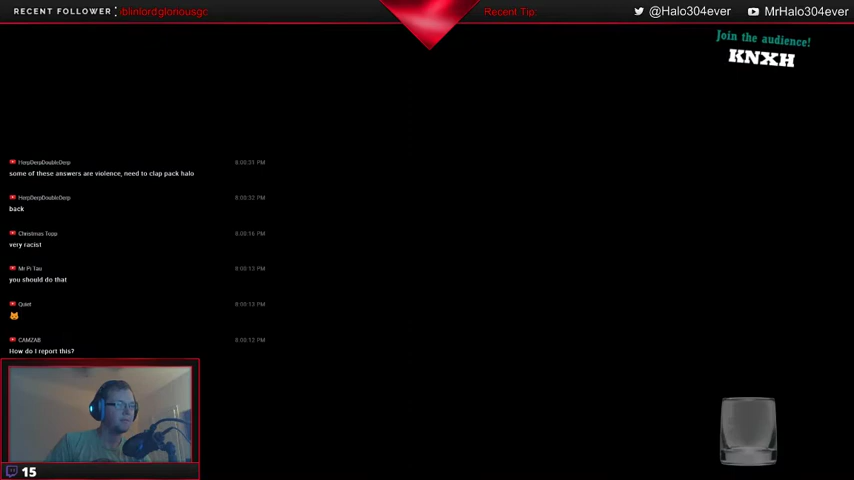 RECENT FOLLOWER : blinlordgloriousgc
Recent Tip:
@Halo304ever
MrHalo304ever
Join the audience!
KNXH
HerpDerpDoubleDerp 8:00:31 PM
some of these answers are violence, need to clap pack halo
HerpDerpDoubleDerp 8:00:32 PM
back
Christmas Topp 8:00:16 PM
very racist
Mr Pi Tau 8:00:13 PM
you should do that
Quiet 8:00:13 PM
CAMZAB 8:00:12 PM
How do I report this?
15